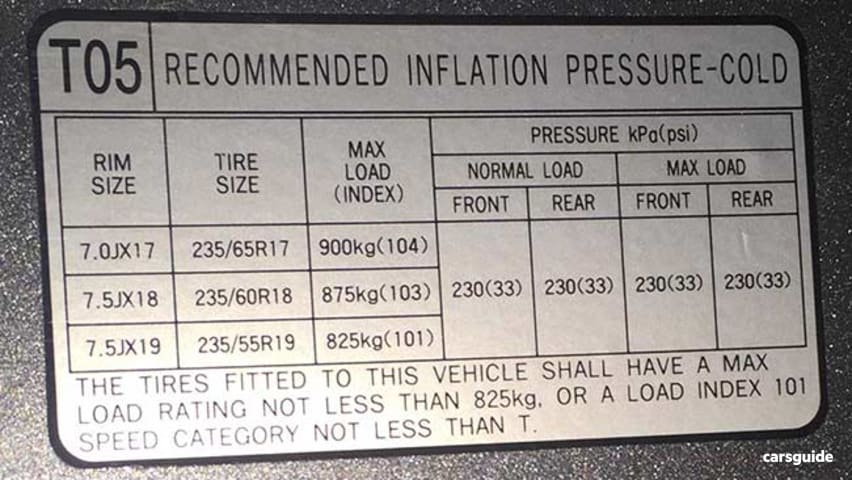 T05 RECOMMENDED INFLATION PRESSURE-COLD
RIM SIZE
TIRE SIZE
MAX LOAD (INDEX)
PRESSURE kPa(psi)
NORMAL LOAD MAX LOAD
FRONT REAR FRONT REAR
7.0JX17 235/65R17 900kg(104)
7.5JX18 235/60R18 875kg(103) 230(33) 230(33) 230(33) 230(33)
7.5JX19 235/55R19 825kg(101)
THE TIRES FITTED TO THIS VEHICLE SHALL HAVE A MAX
LOAD RATING NOT LESS THAN 825kg. OR A LOAD INDEX 101
SPEED CATEGORY NOT LESS THAN T.
carsguide